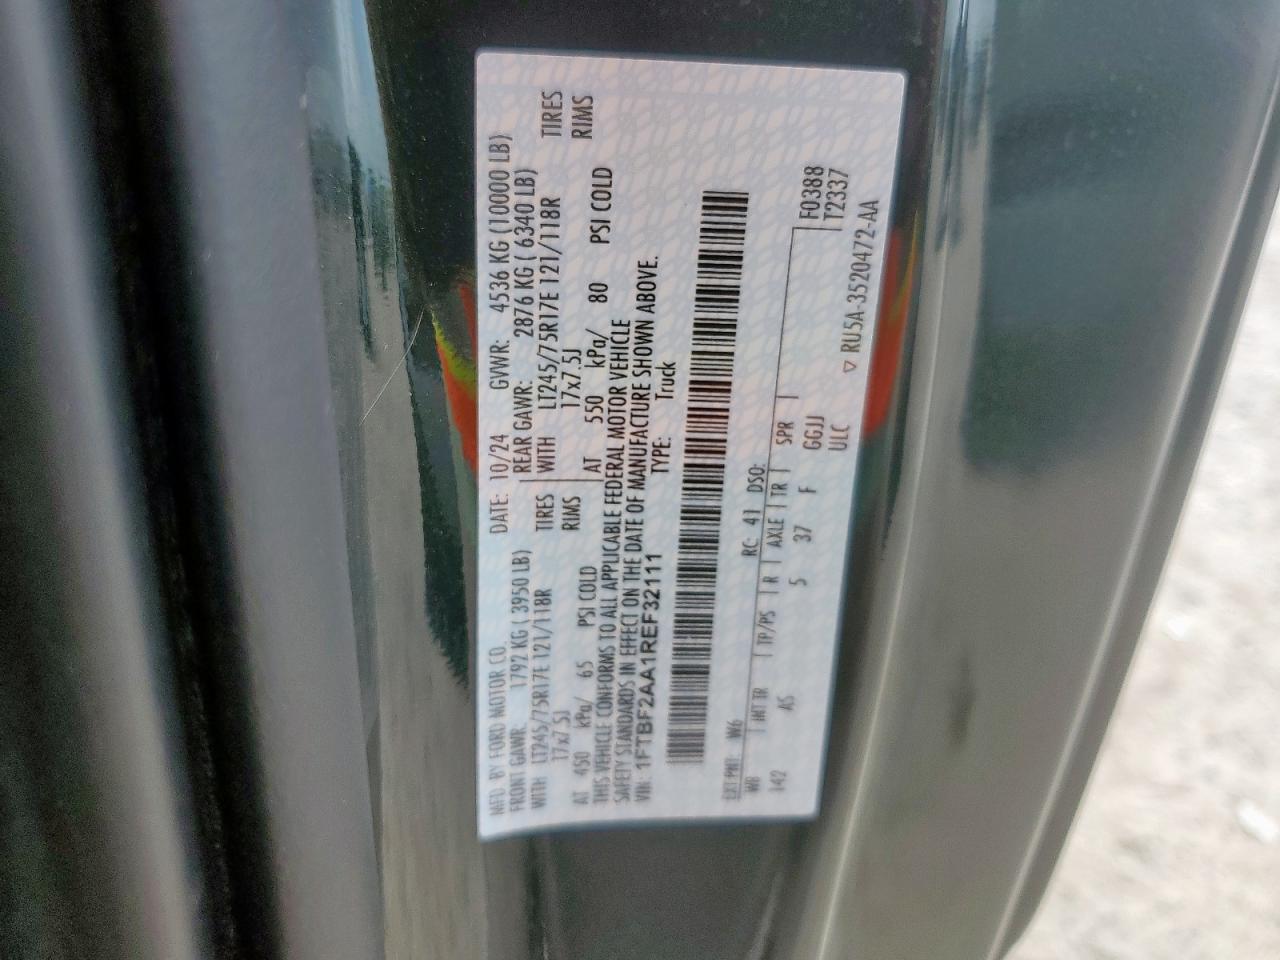 MFD. BY FORD MOTOR CO.
DATE: 10/24 GVWR: 4536 KG (10000 LB)
FRONT GAWR: 1792 KG ( 3950 LB)
REAR GAWR: 2876 KG ( 6340 LB)
WITH LT245/75R17E 121/118R TIRES
WITH LT245/75R17E 121/118R TIRES
17x7.5J RIMS
17x7.5J RIMS
AT 450 kPa/ 65 PSI COLD
AT 550 kPa/ 80 PSI COLD
THIS VEHICLE CONFORMS TO ALL APPLICABLE FEDERAL MOTOR VEHICLE
SAFETY STANDARDS IN EFFECT ON THE DATE OF MANUFACTURE SHOWN ABOVE.
VIN: 1FTBF2AA1REF32111 TYPE: Truck
EXT PNT: W6 RC: 41 DSO:
WB | INT TR | TP/PS | R | AXLE | TR | SPR | F0388
142 AS 5 37 F GGJJ T2337
ULC
▽ RU5A-3520472-AA